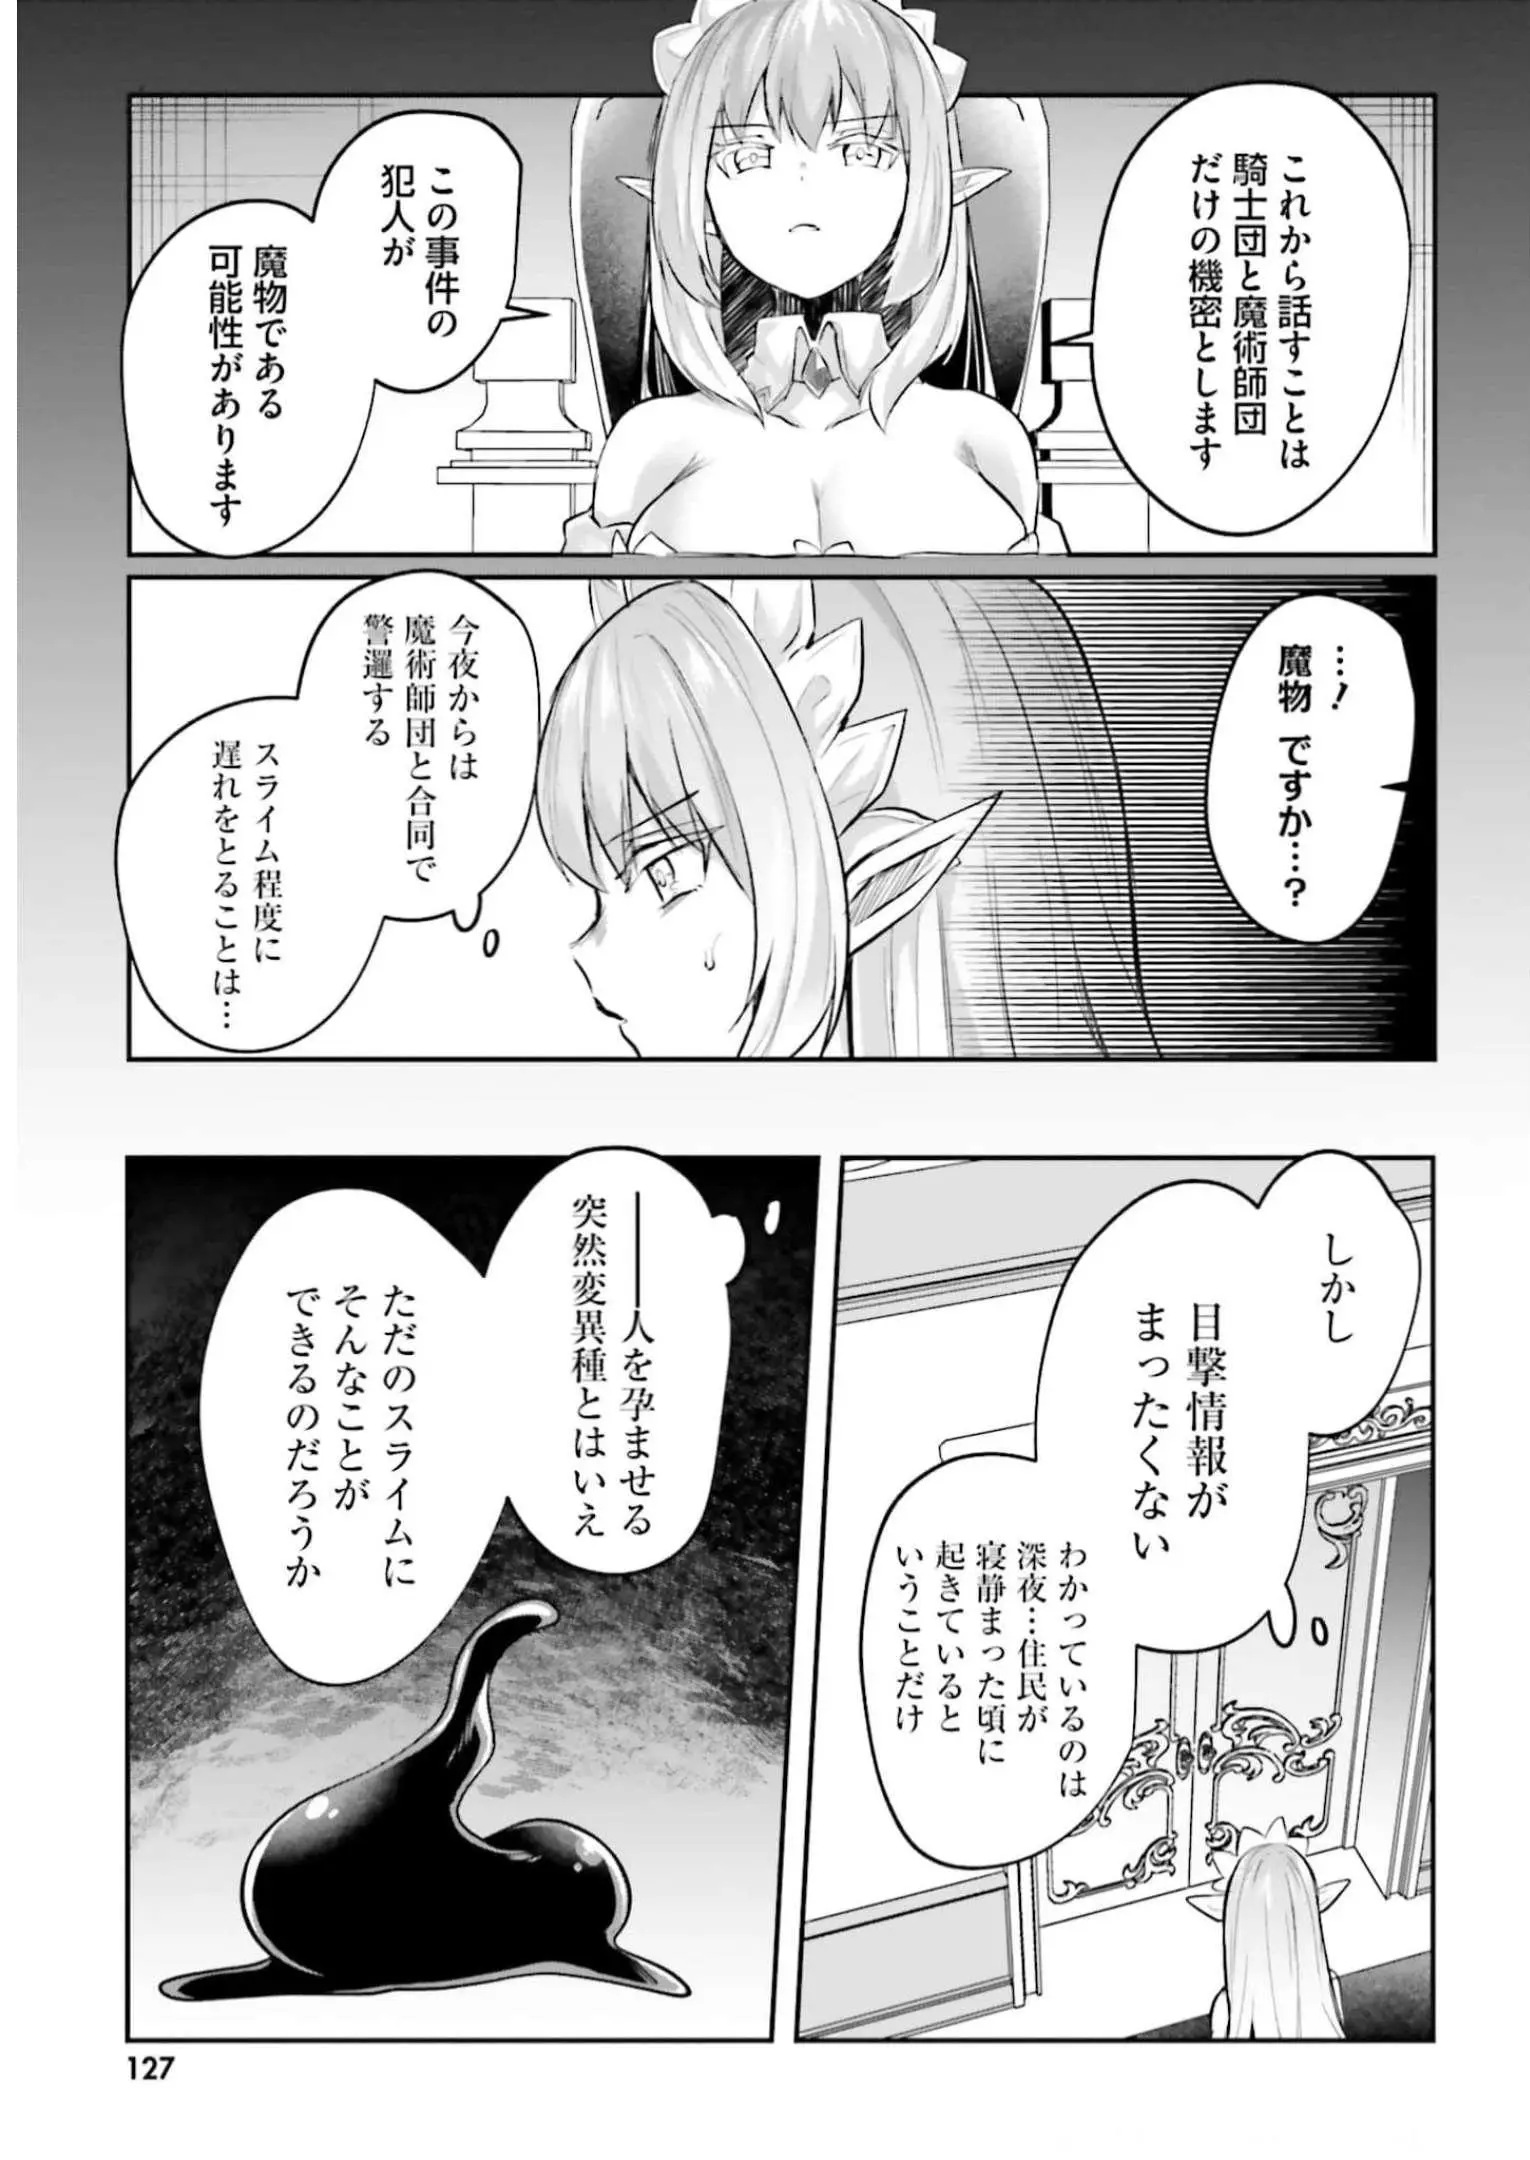 これから話すことは
騎士団と魔術師団
だけの機密とします
この事件の
犯人が
魔物である
可能性があります
…!
魔物 ですか…?
今夜からは
魔術師団と合同で
警邏する
スライム程度に
遅れをとることは…
しかし
目撃情報が
まったくない
わかっているのは
深夜…住民が
寝静まった頃に
起きていると
いうことだけ
――人を孕ませる
突然変異種とはいえ
ただのスライムに
そんなことが
できるのだろうか
127